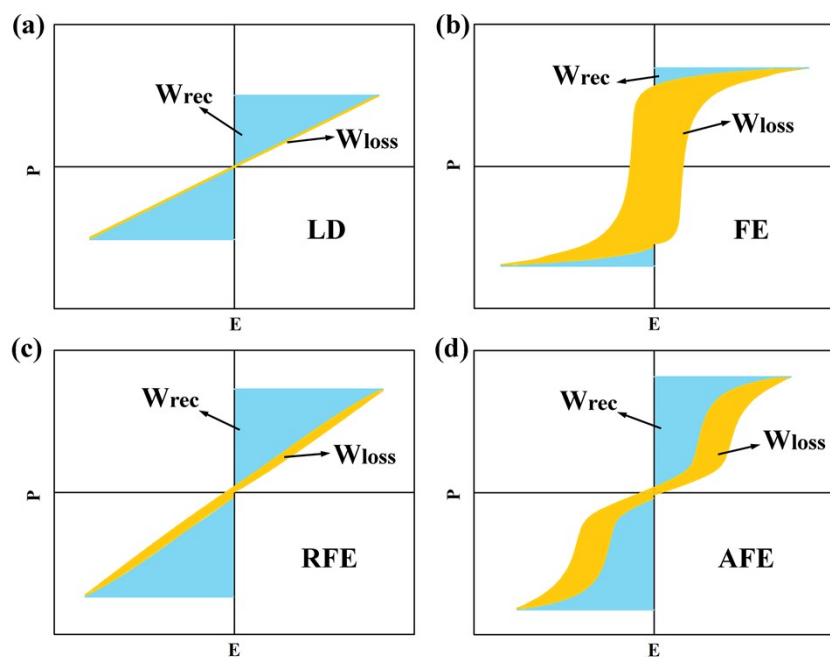 (a)
Wrec
Wloss
P
LD
E
(b)
Wrec
Wloss
P
FE
E
(c)
Wrec
Wloss
P
RFE
E
(d)
Wrec
Wloss
P
AFE
E